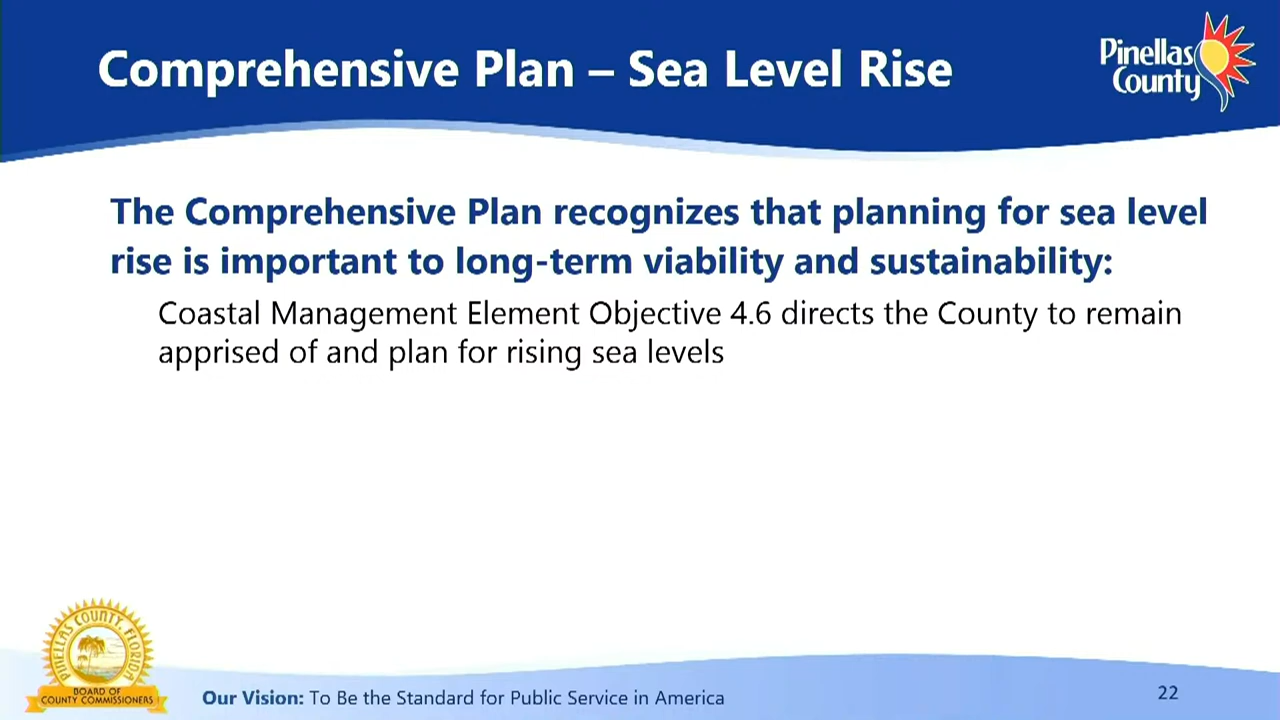 Comprehensive Plan – Sea Level Rise
Pinellas
County
The Comprehensive Plan recognizes that planning for sea level
rise is important to long-term viability and sustainability:
Coastal Management Element Objective 4.6 directs the County to remain
apprised of and plan for rising sea levels
PINELLAS COUNTY, FLORIDA
BOARD OF
COUNTY COMMISSIONERS
Our Vision: To Be the Standard for Public Service in America
22